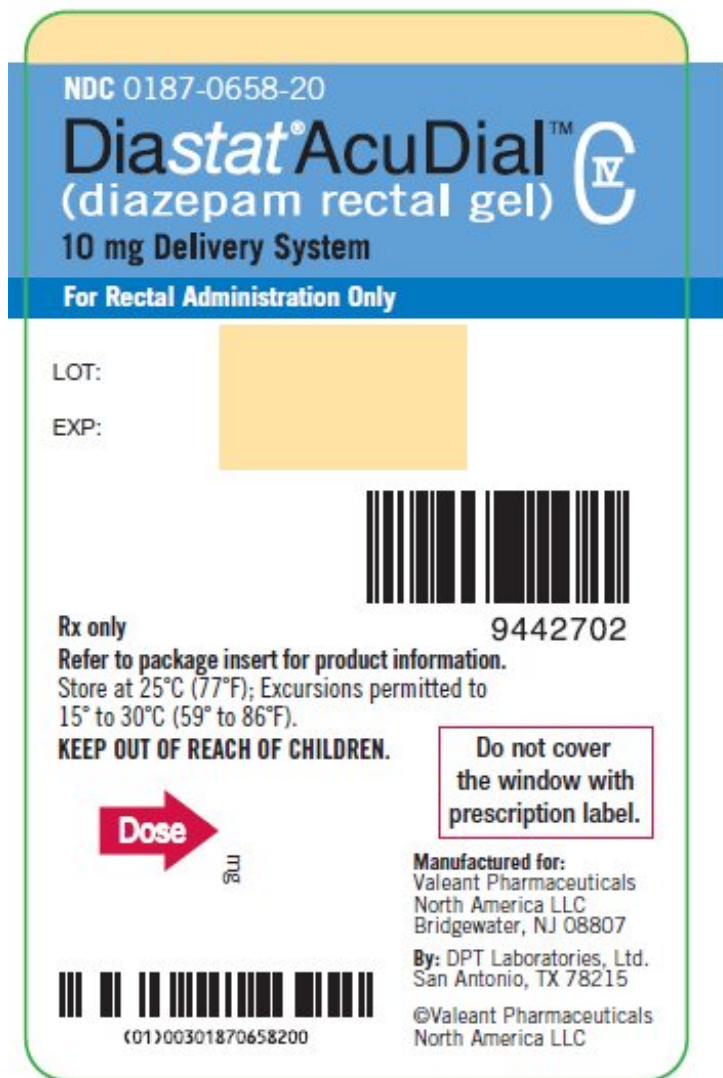 NDC 0187-0658-20
Diastat®AcuDial™ CIV
(diazepam rectal gel)
10 mg Delivery System
For Rectal Administration Only
LOT:
EXP:
9442702
Rx only
Refer to package insert for product information.
Store at 25°C (77°F); Excursions permitted to
15° to 30°C (59° to 86°F).
KEEP OUT OF REACH OF CHILDREN.
Do not cover
the window with
prescription label.
Dose
mg
Manufactured for:
Valeant Pharmaceuticals
North America LLC
Bridgewater, NJ 08807
By: DPT Laboratories, Ltd.
San Antonio, TX 78215
©Valeant Pharmaceuticals
North America LLC
(01)00301870658200